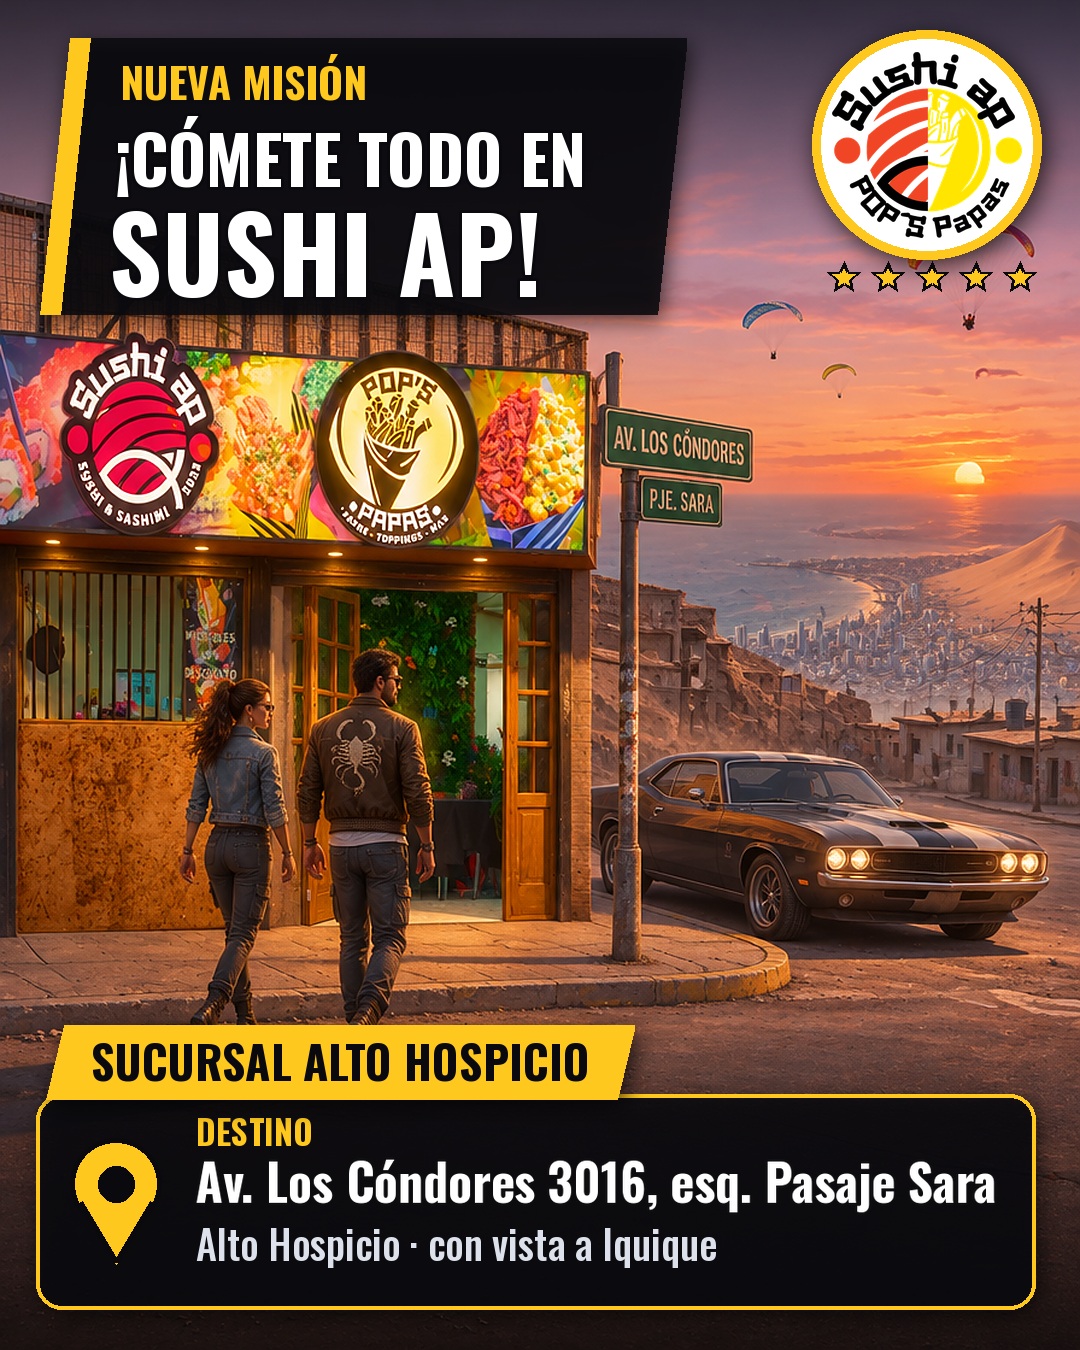 NUEVA MISIÓN
¡CÓMETE TODO EN
SUSHI AP!
Sushi ap
POP'S Papas
Sushi ap
SUSHI & SASHIMI
POP'S
PAPAS
TOPPINGS
AV. LOS CÓNDORES
PJE. SARA
SUCURSAL ALTO HOSPICIO
DESTINO
Av. Los Cóndores 3016, esq. Pasaje Sara
Alto Hospicio · con vista a Iquique